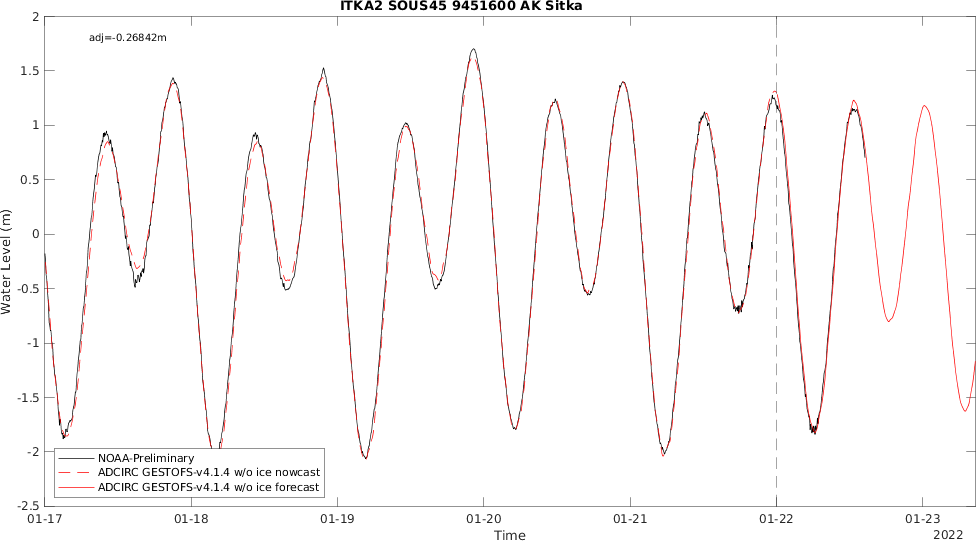 ITKA2 SOUS45 9451600 AK Sitka
adj=-0.26842m
Water Level (m)
2
1.5
1
0.5
0
-0.5
-1
-1.5
-2
-2.5
NOAA-Preliminary
ADCIRC GESTOFS-v4.1.4 w/o ice nowcast
ADCIRC GESTOFS-v4.1.4 w/o ice forecast
01-17 01-18 01-19 01-20 01-21 01-22 01-23
Time
2022